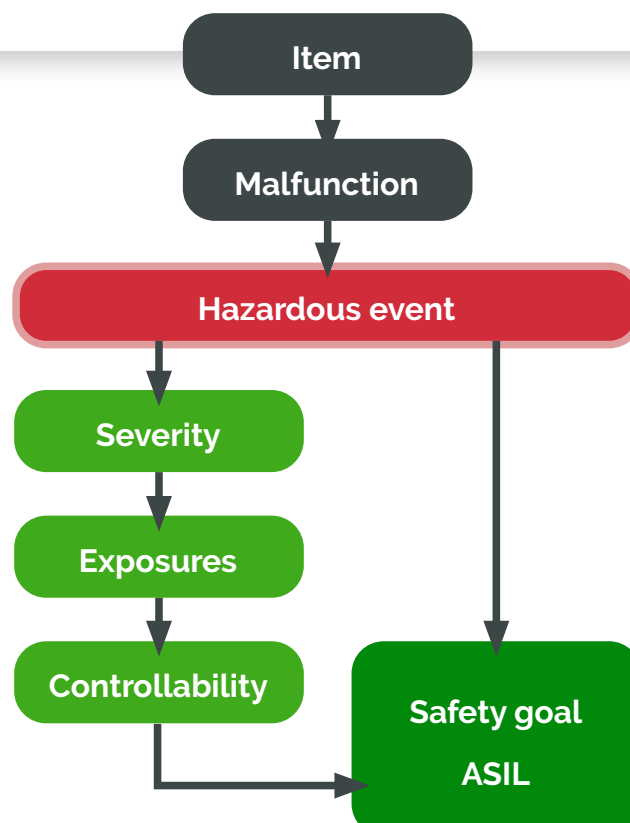 Item
Malfunction
Hazardous event
Severity
Exposures
Controllability
Safety goal
ASIL